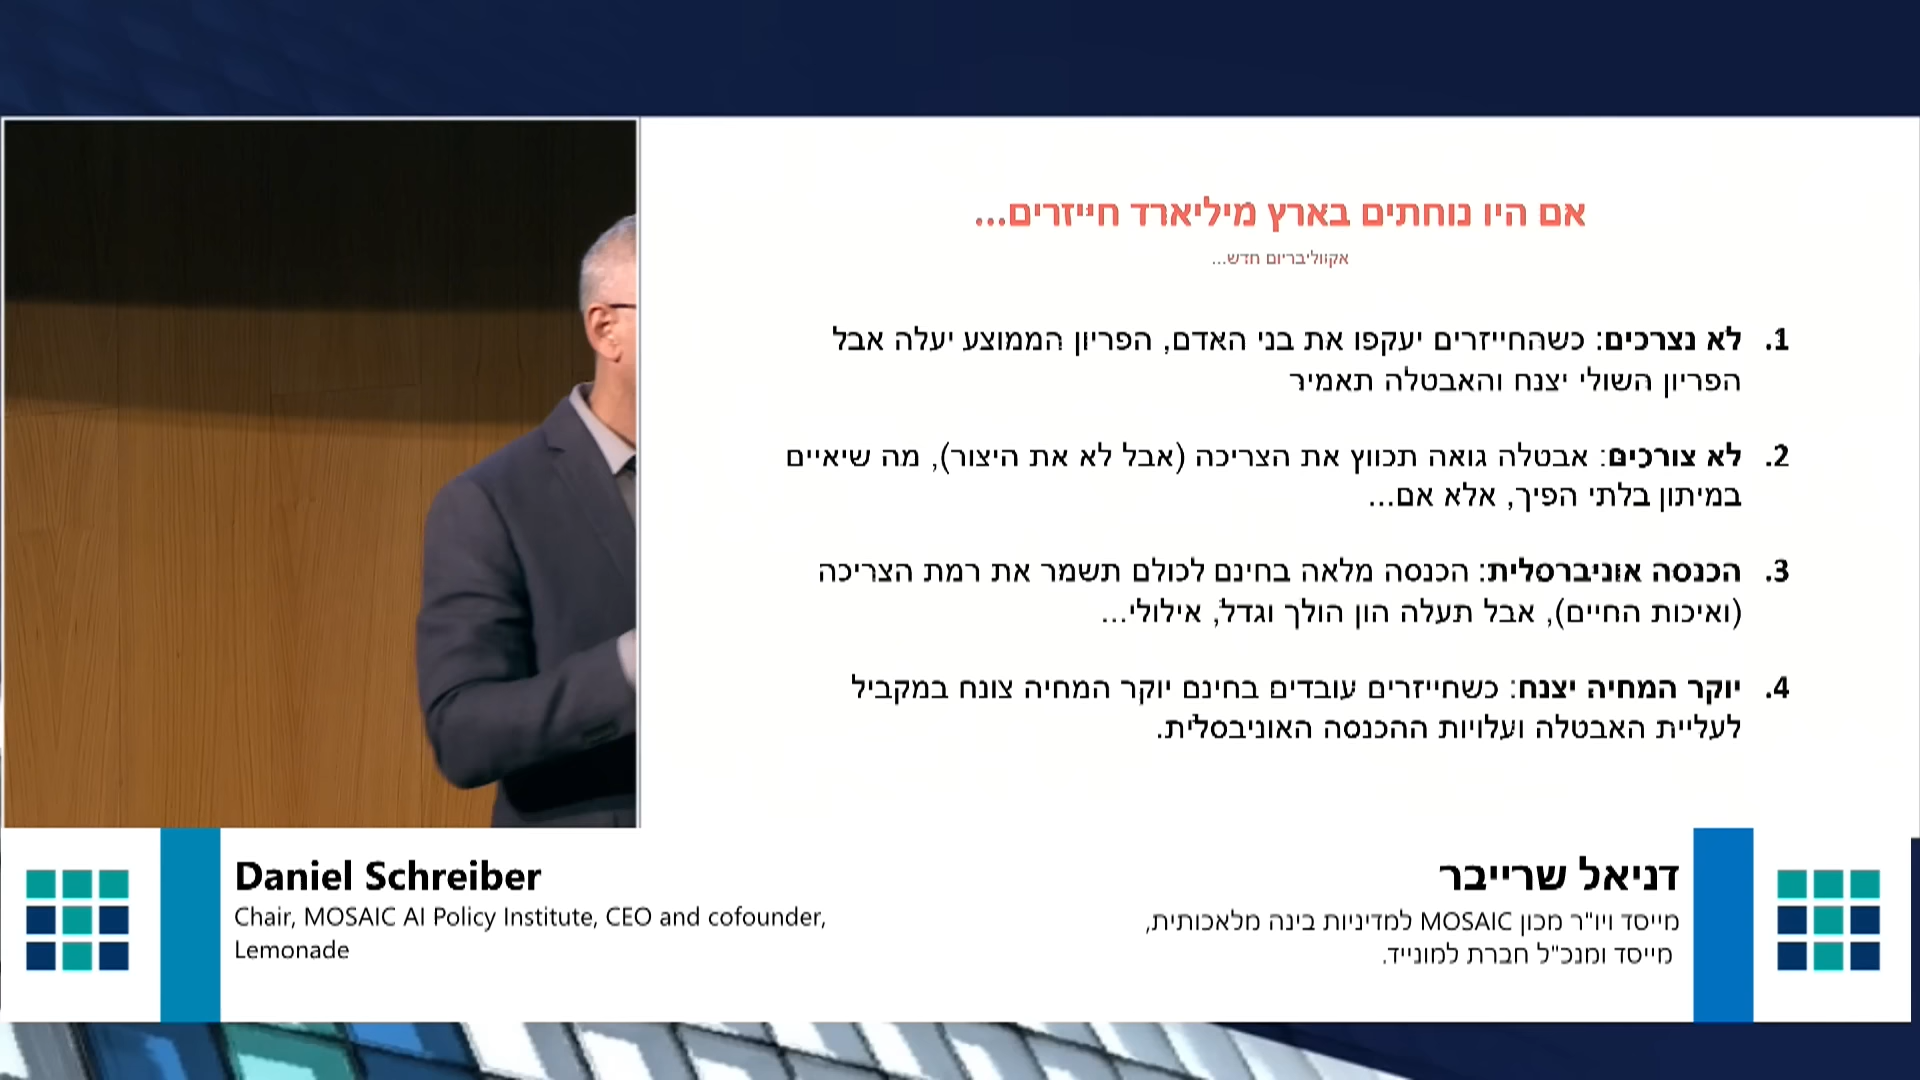 אם היו נוחתים בארץ מיליארד חייזרים...
אקווליבריום חדש...
1. לא נצרכים: כשהחייזרים יעקפו את בני האדם, הפריון הממוצע יעלה אבל
הפריון השולי יצנח והאבטלה תאמיר
2. לא צורכים: אבטלה גואה תכווץ את הצריכה (אבל לא את היצור), מה שיאיים
במיתון בלתי הפיך, אלא אם...
3. הכנסה אוניברסלית: הכנסה מלאה בחינם לכולם תשמר את רמת הצריכה
(ואיכות החיים), אבל תעלה הון הולך וגדל, אילולי...
4. יוקר המחיה יצנח: כשחייזרים עובדים בחינם יוקר המחיה צונח במקביל
לעליית האבטלה ועלויות ההכנסה האוניבסלית.
Daniel Schreiber
Chair, MOSAIC AI Policy Institute, CEO and cofounder,
Lemonade
דניאל שרייבר
מייסד ויו"ר מכון MOSAIC למדיניות בינה מלאכותית,
מייסד ומנכ"ל חברת למונייד.